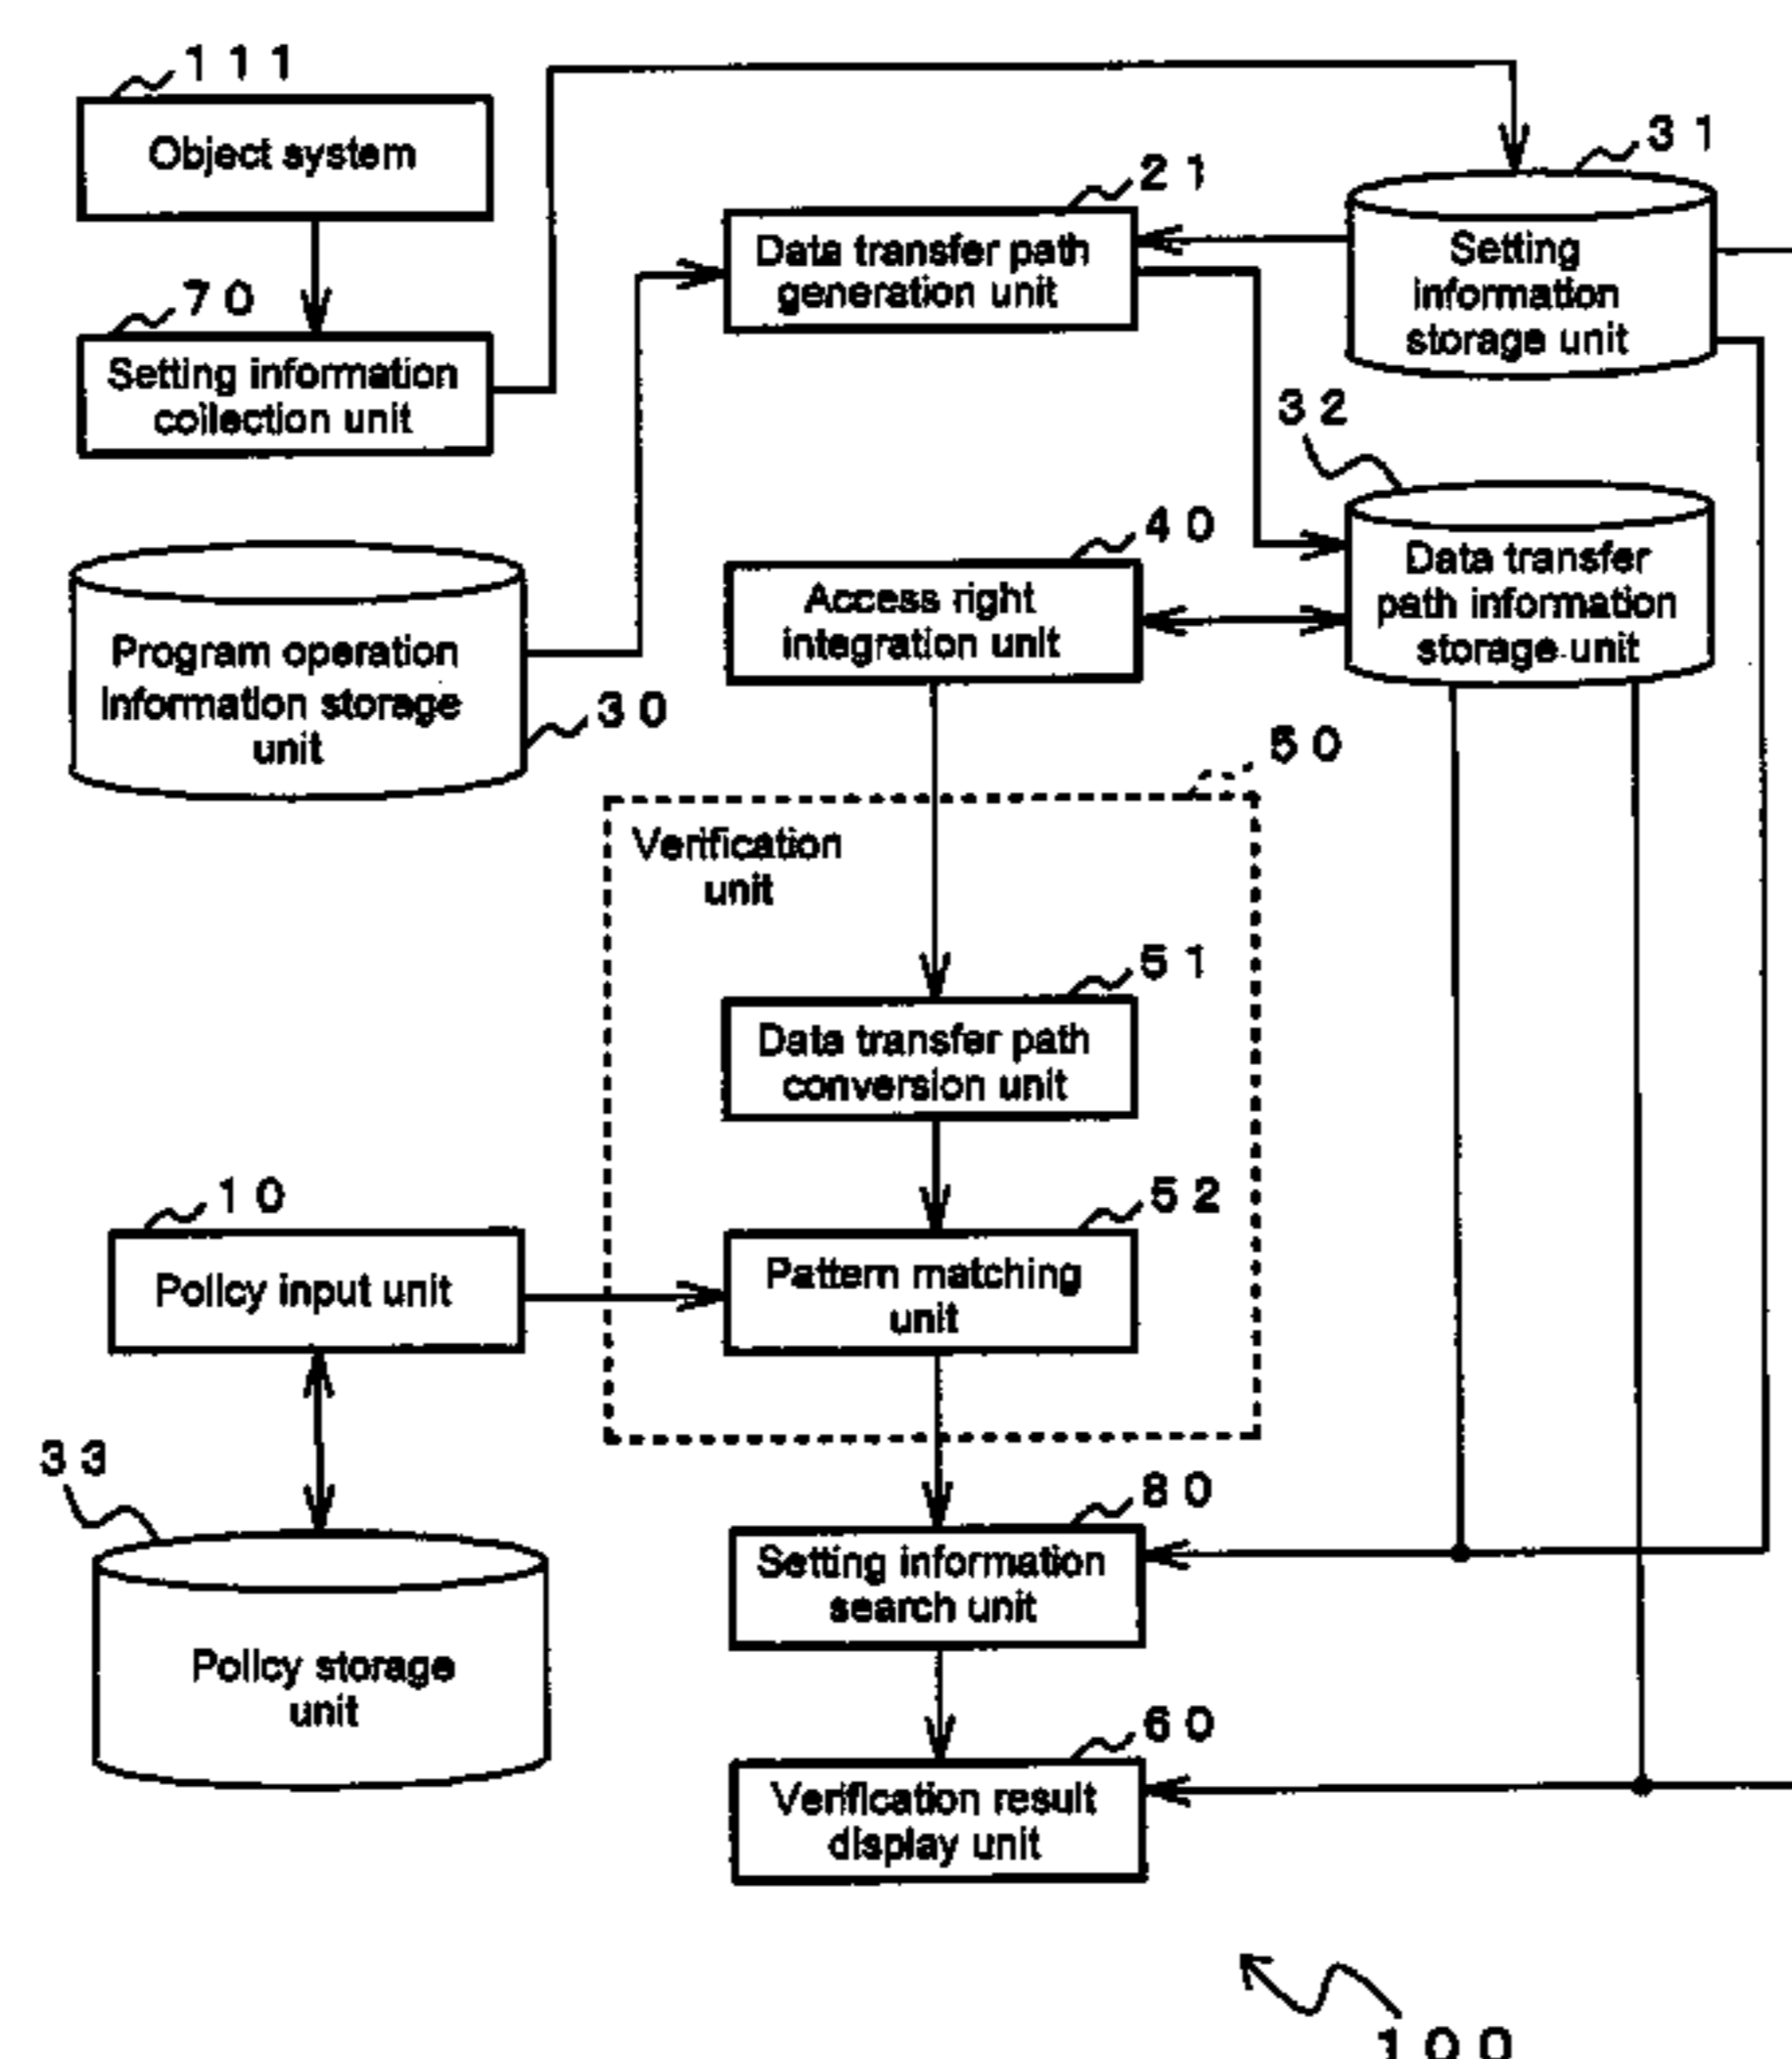 111
Object system
70
Setting information
collection unit
21
Data transfer path
generation unit
31
Setting
information
storage unit
32
Data transfer
path information
storage unit
40
Access right
integration unit
Program operation
information storage
unit
30
50
Verification
unit
51
Data transfer path
conversion unit
10
Policy input unit
52
Pattern matching
unit
33
Policy storage
unit
80
Setting information
search unit
60
Verification result
display unit
100